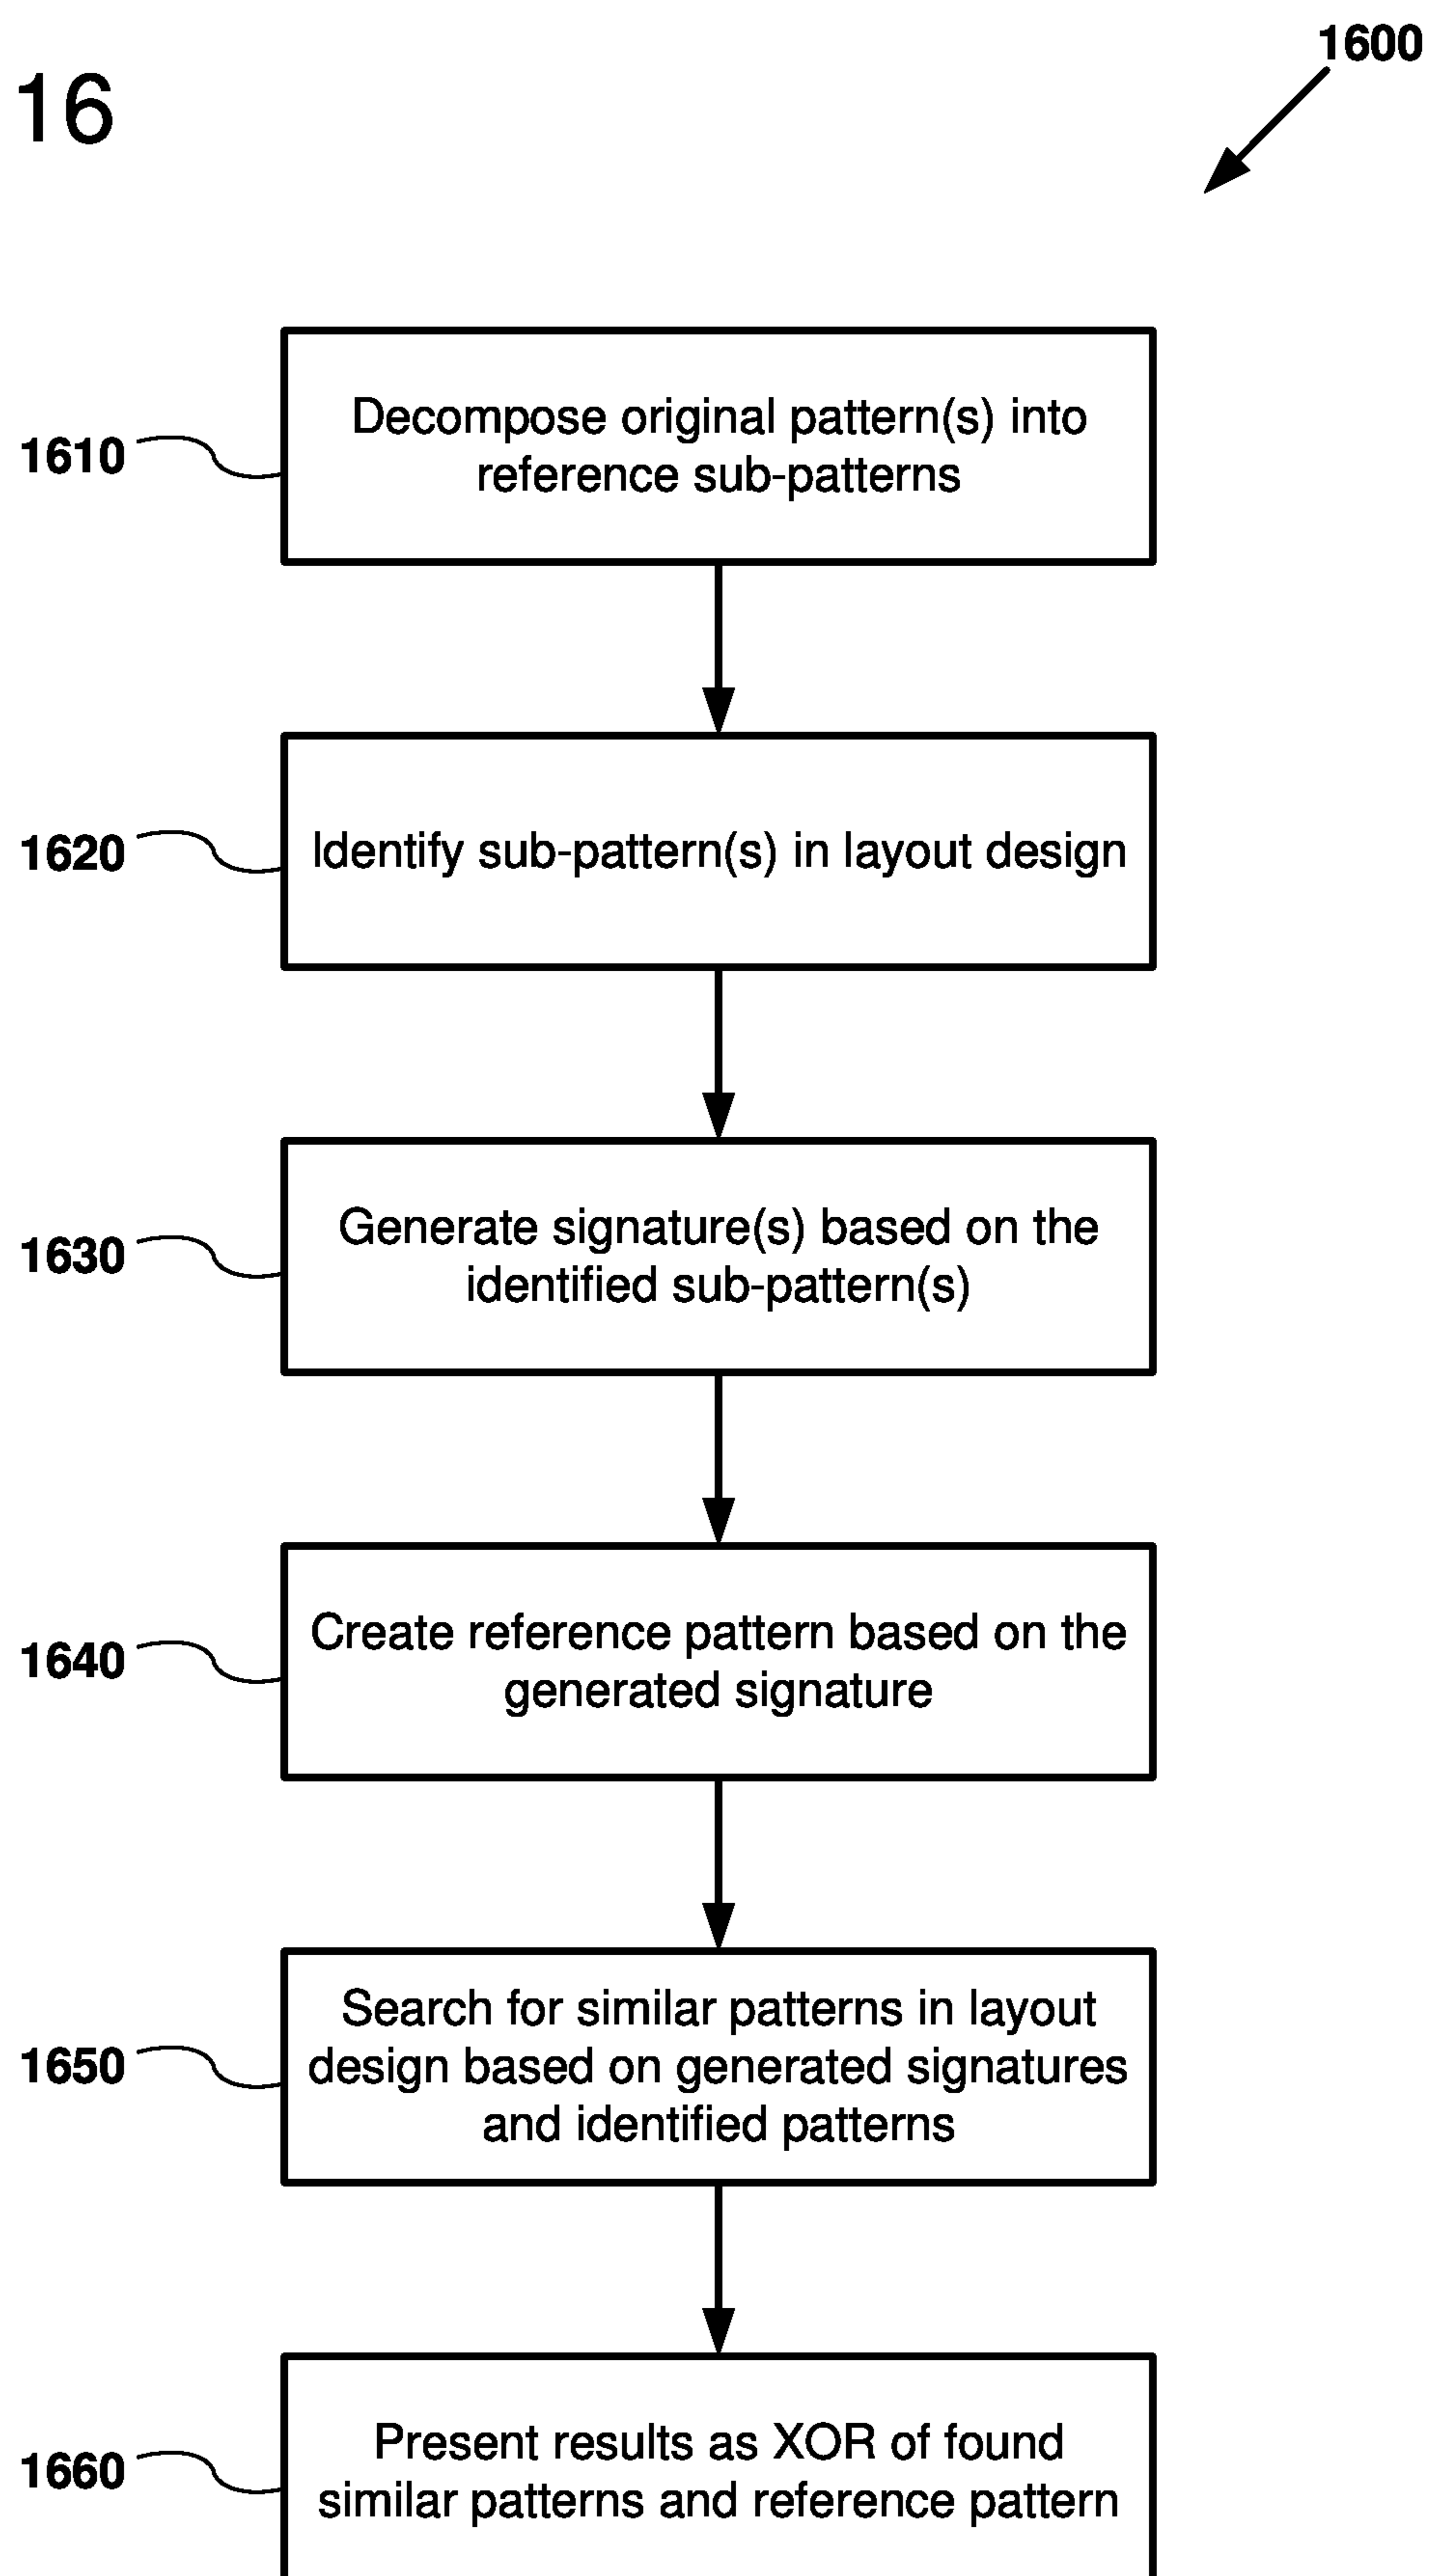 1600
16
Decompose original pattern(s) into
reference sub-patterns
1610
Identify sub-pattern(s) in layout design
1620
Generate signature(s) based on the
identified sub-pattern(s)
1630
Create reference pattern based on the
generated signature
1640
Search for similar patterns in layout
design based on generated signatures
and identified patterns
1650
Present results as XOR of found
similar patterns and reference pattern
1660